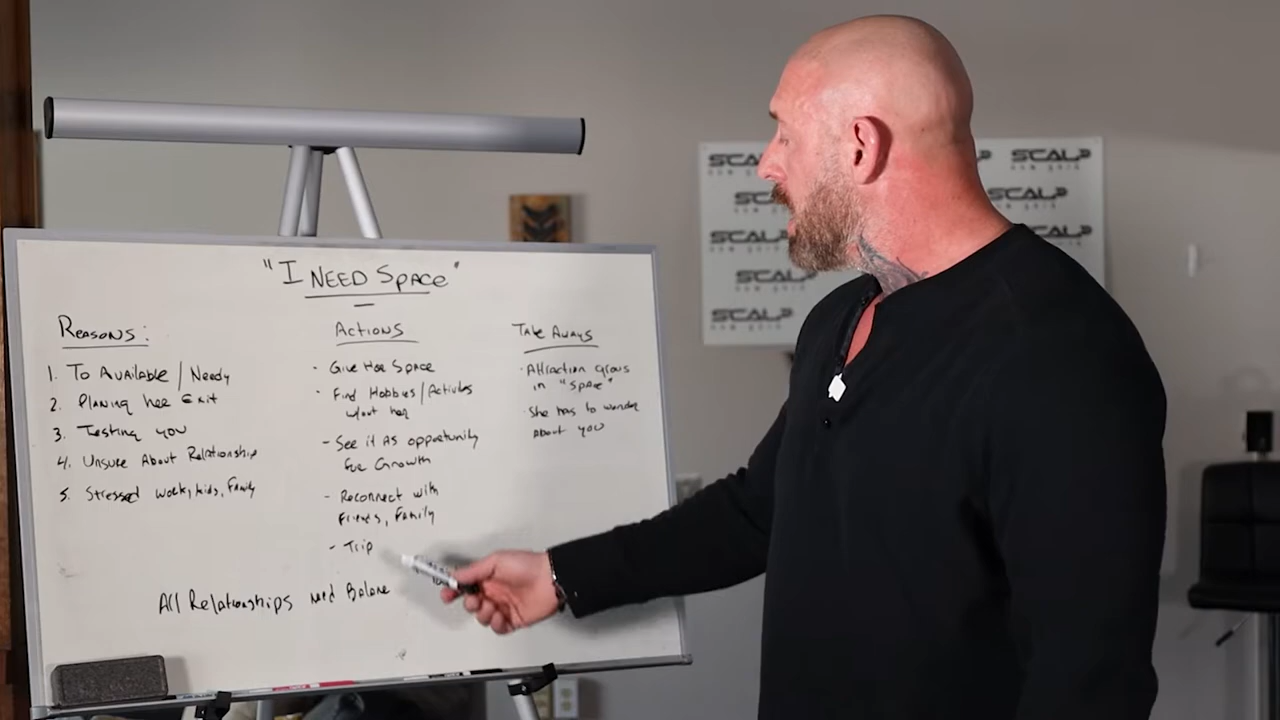 "I NEED SPACE"
REASONS:
1. TO AVAILABLE / NEEDY
2. PLANING HER EXIT
3. TESTING YOU
4. UNSURE ABOUT RELATIONSHIP
5. STRESSED WORK, KIDS, FAMILY
ACTIONS
- GIVE HER SPACE
- FIND HOBBIES / ACTIVITIES
W/OUT HER
- SEE IT AS OPPORTUNITY
FOR GROWTH
- RECONNECT WITH
FRIENDS, FAMILY
- TRIP
TAKE AWAYS
- ATTRACTION GROWS
IN "SPACE"
- SHE HAS TO WONDER
ABOUT YOU
All RELATIONSHIPS NEED BALANE
SCALP
SCALP
SCALP
SCALP
SCALP
SCALP
SCALP